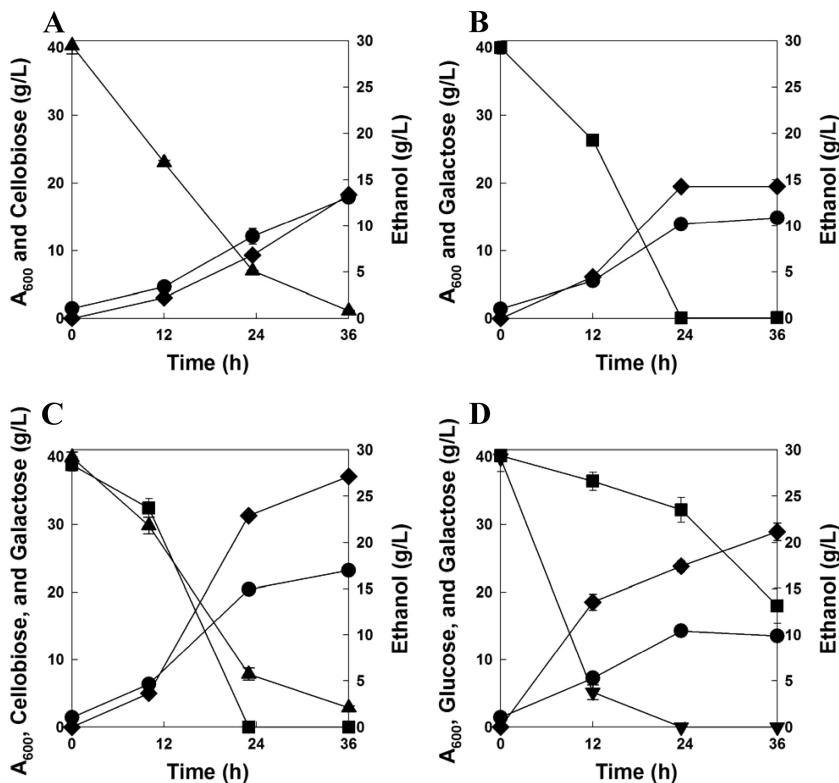 A
B
40
30
20
10
0
A600 and Cellobiose (g/L)
30
25
20
15
10
5
0
Ethanol (g/L)
0 12 24 36
Time (h)
40
30
20
10
0
A600 and Galactose (g/L)
30
25
20
15
10
5
0
Ethanol (g/L)
0 12 24 36
Time (h)
C
D
40
30
20
10
0
A600, Cellobiose, and Galactose (g/L)
30
25
20
15
10
5
0
Ethanol (g/L)
0 12 24 36
Time (h)
40
30
20
10
0
A600, Glucose, and Galactose (g/L)
30
25
20
15
10
5
0
Ethanol (g/L)
0 12 24 36
Time (h)